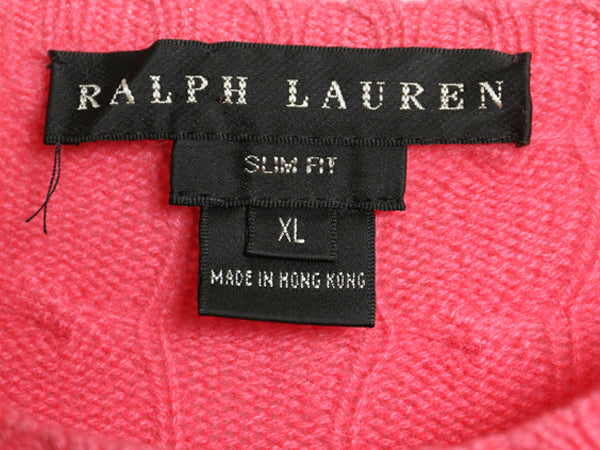 RALPH LAUREN
SLIM FIT
XL
MADE IN HONG KONG